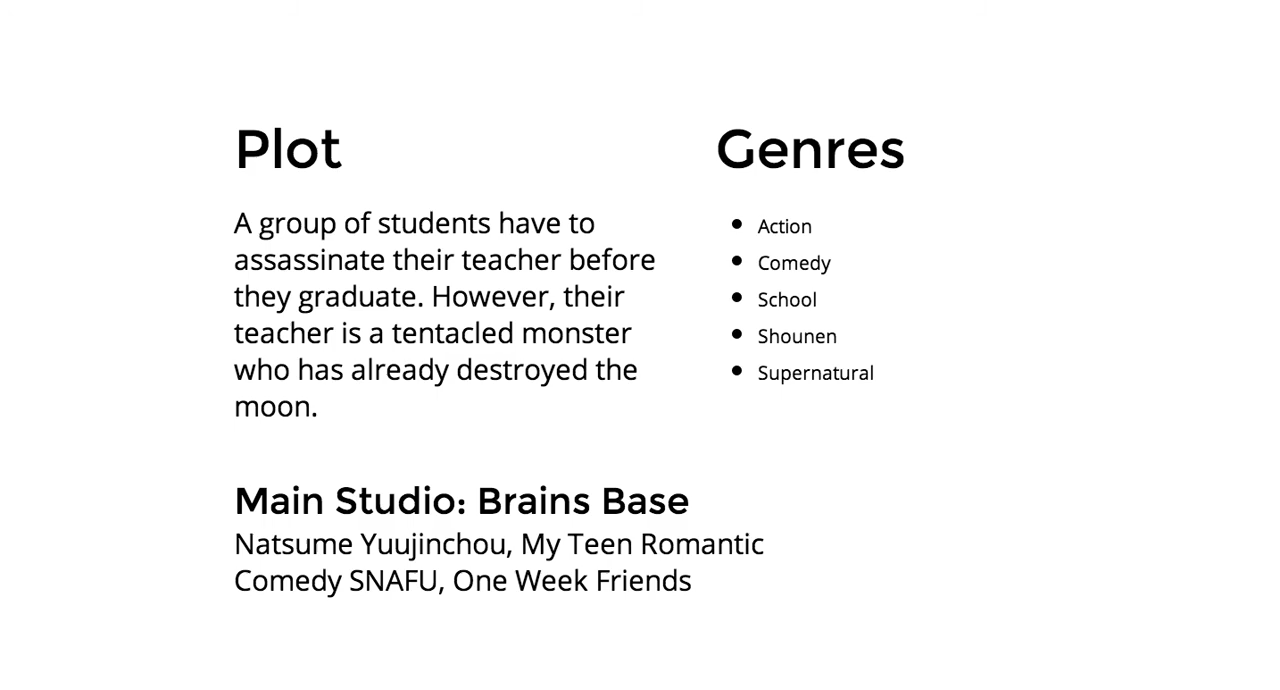 Plot
A group of students have to
assassinate their teacher before
they graduate. However, their
teacher is a tentacled monster
who has already destroyed the
moon.
Genres
Action
Comedy
School
Shounen
Supernatural
Main Studio: Brains Base
Natsume Yuujinchou, My Teen Romantic
Comedy SNAFU, One Week Friends